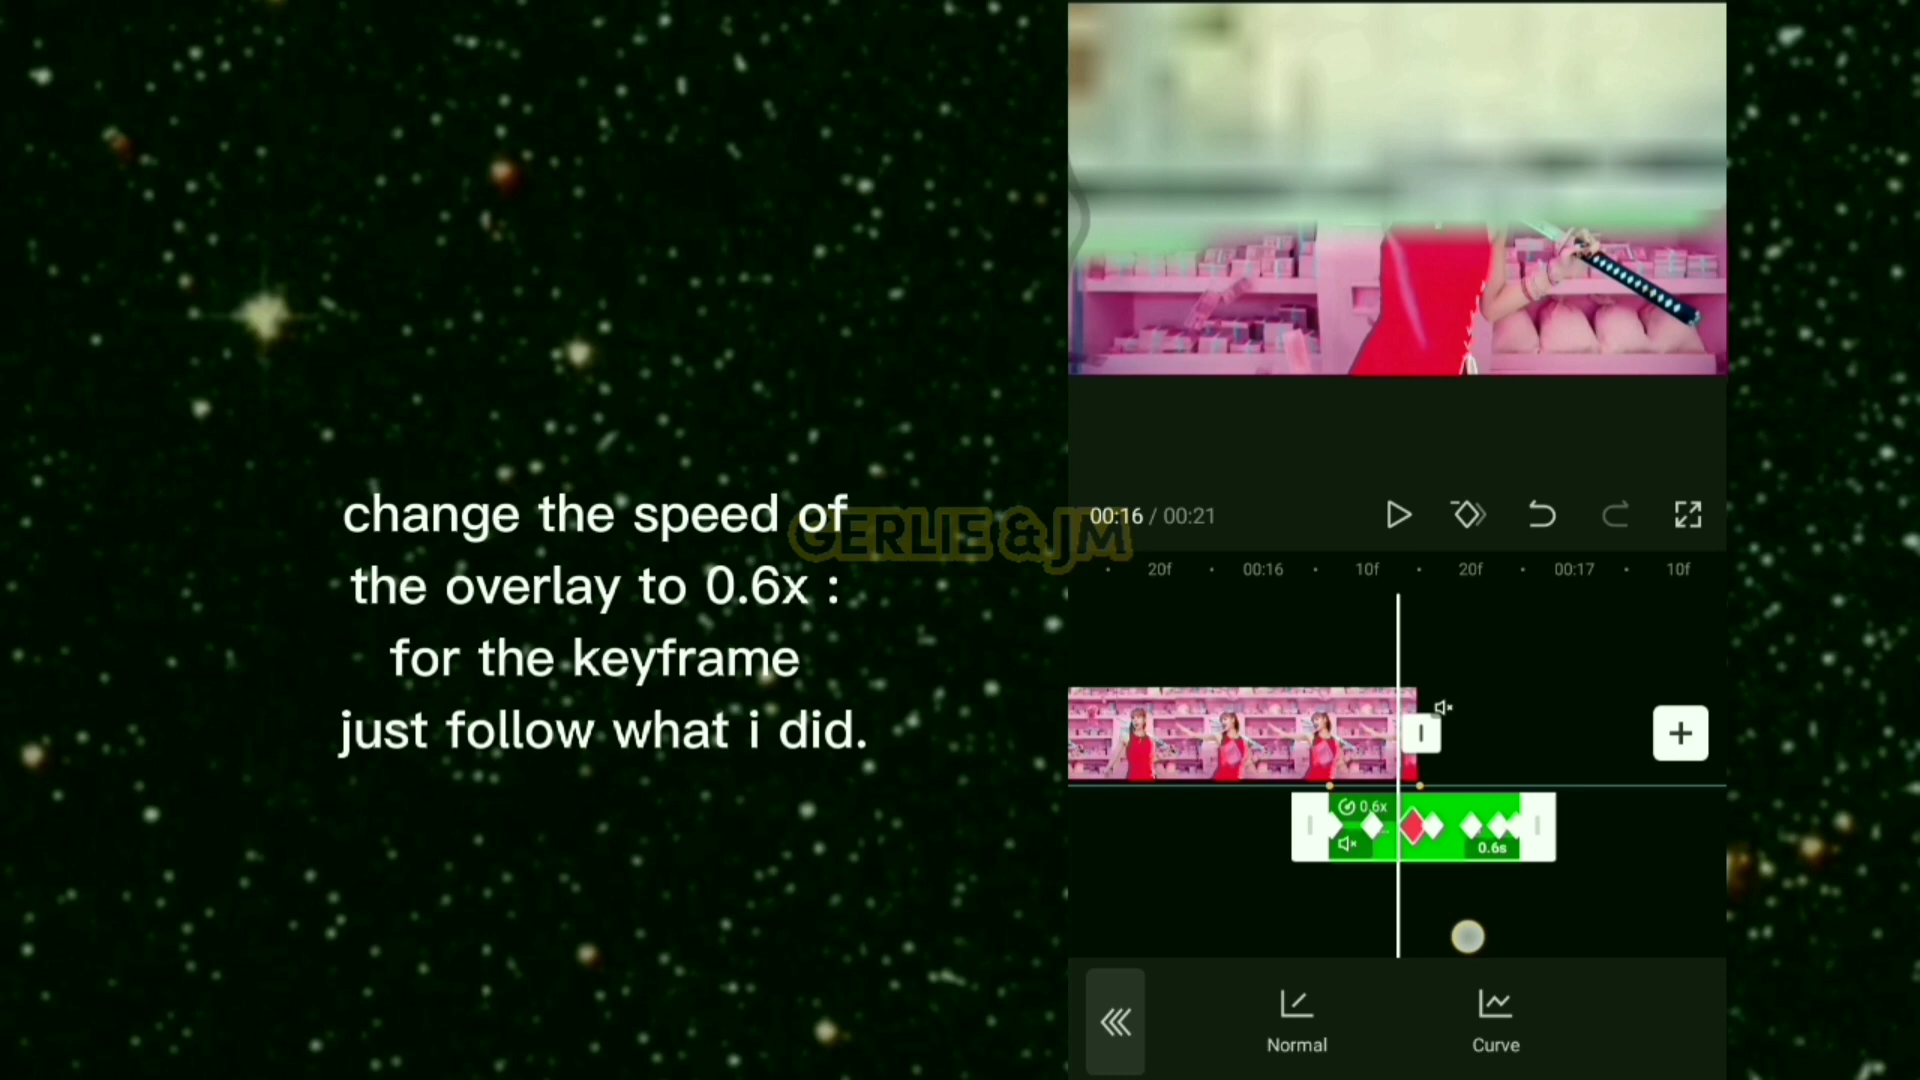 change the speed of
the overlay to 0.6x :
for the keyframe
just follow what i did.
GERLIE & JM
00:16 / 00:21
20f 00:16 10f 20f 00:17 10f
0.6x
0.6s
Normal Curve